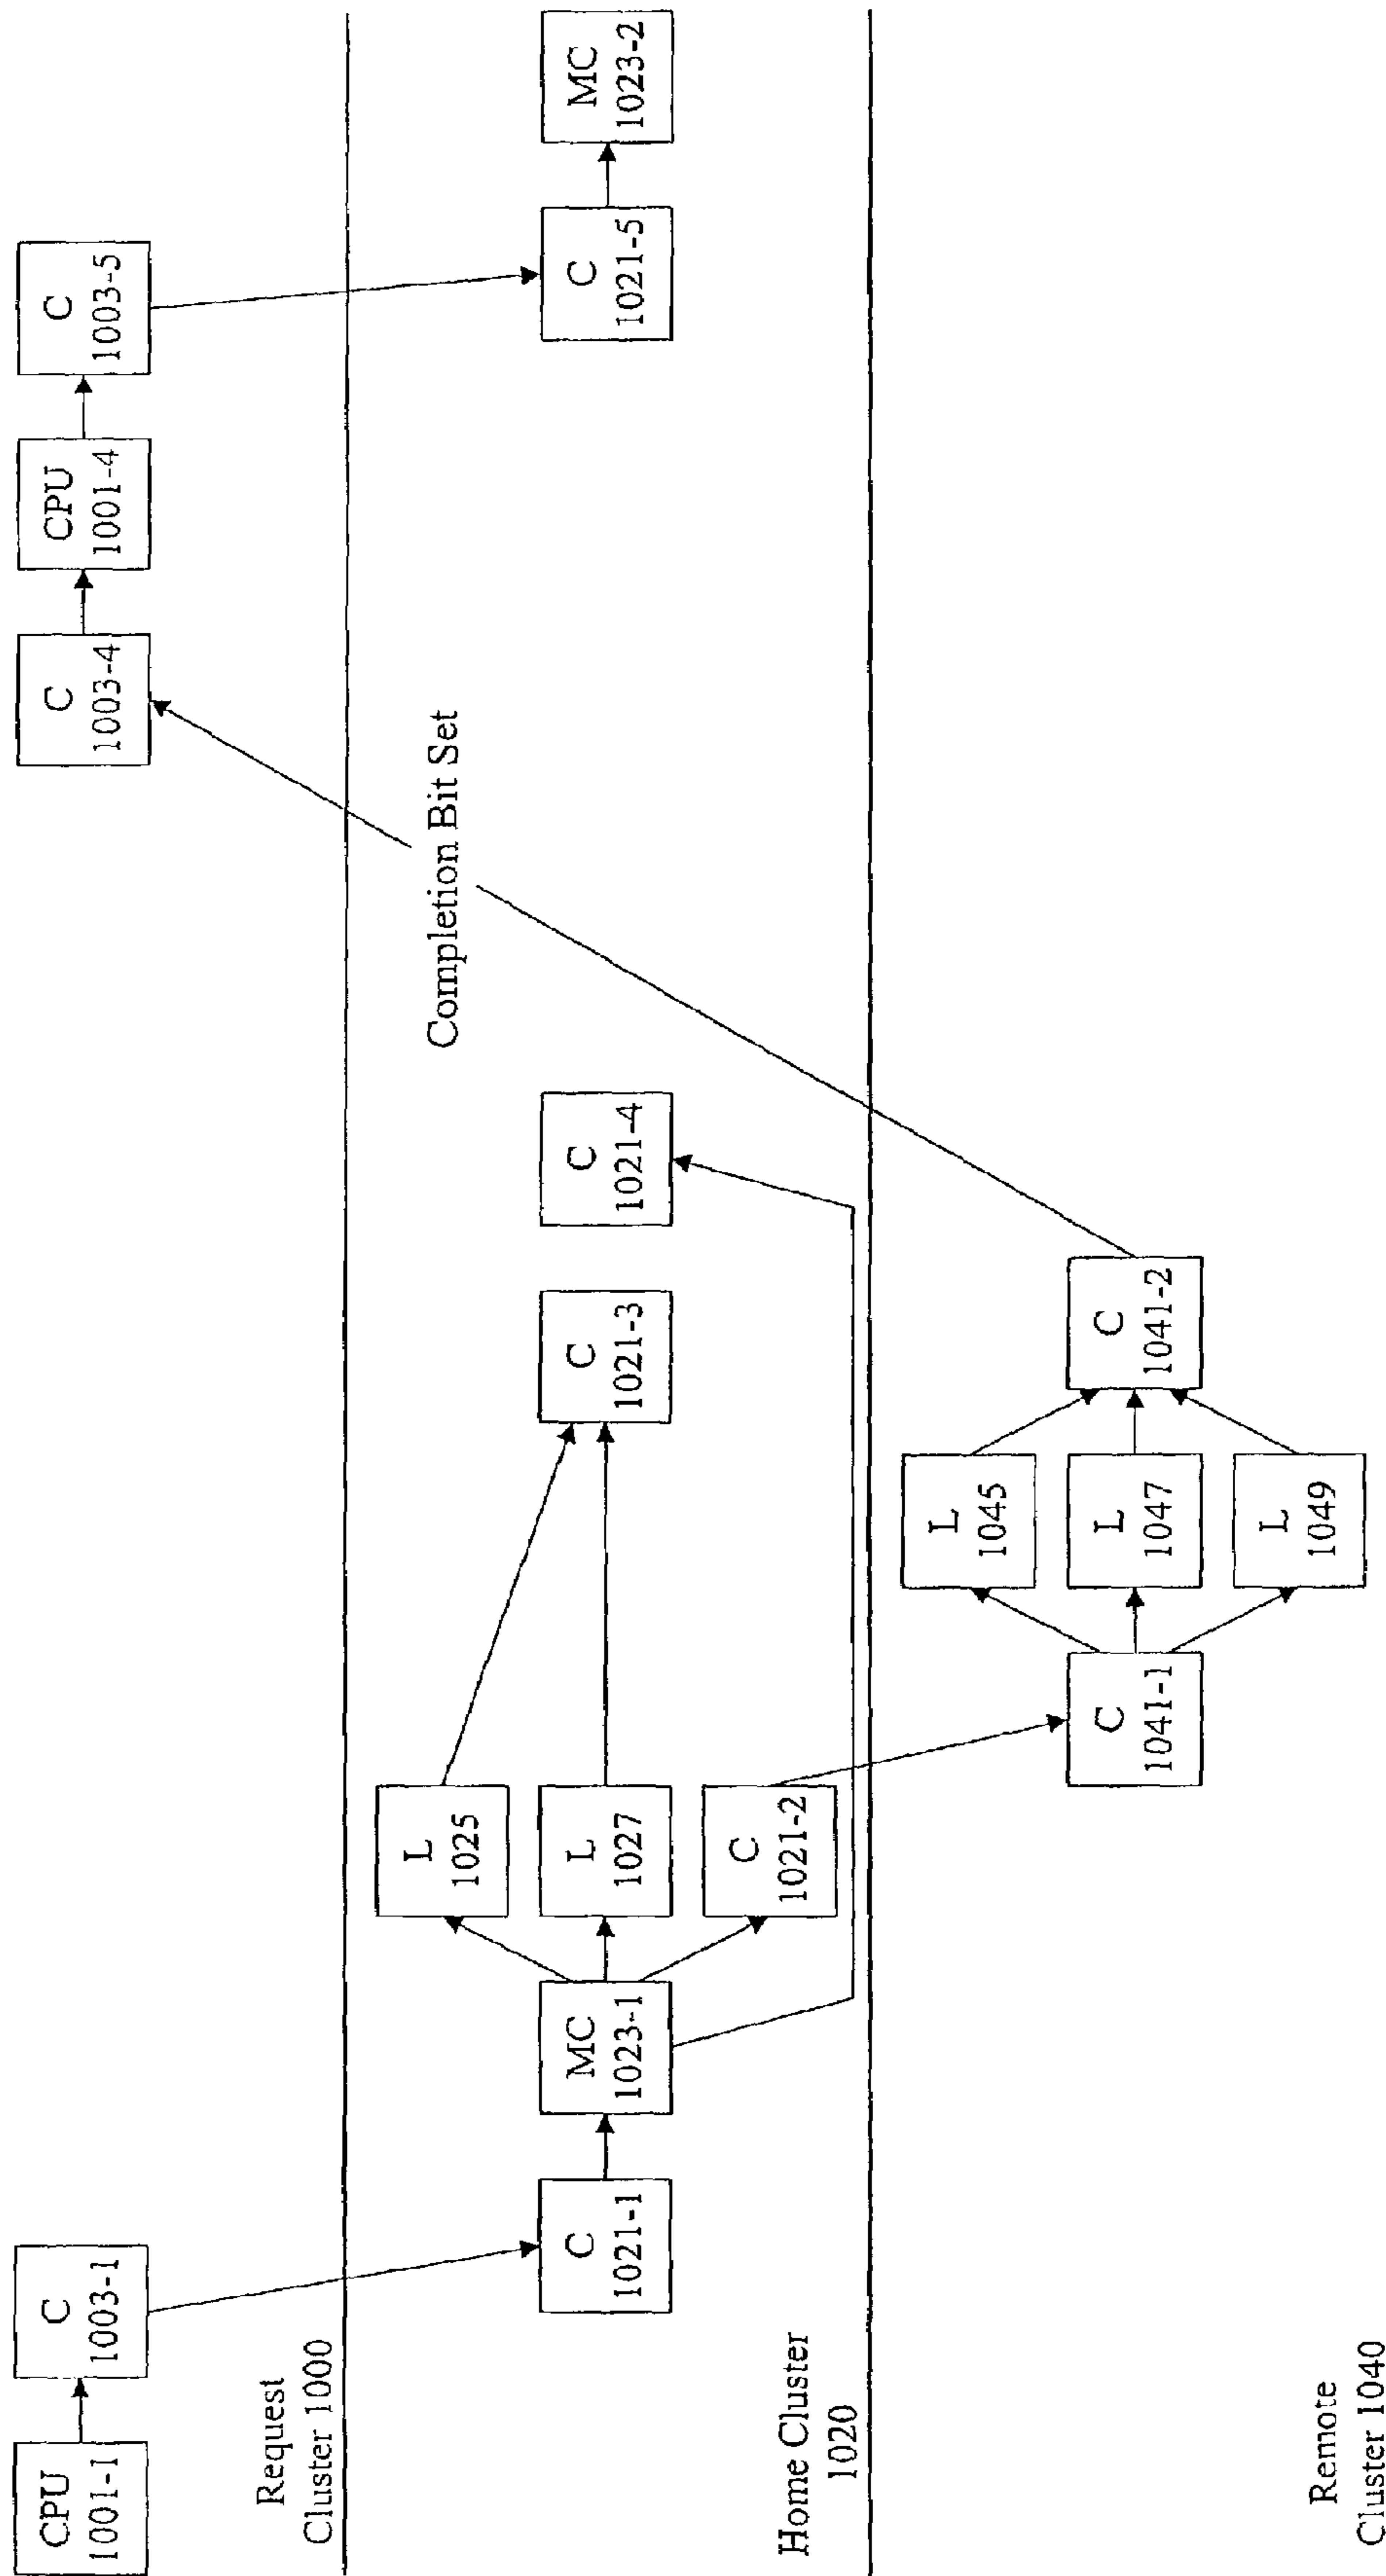 CPU
1001-1
C
1003-1
C
1003-4
CPU
1001-4
C
1003-5
Request
Cluster 1000
C
1021-1
MC
1023-1
L
1025
L
1027
C
1021-2
C
1021-3
C
1021-4
Completion Bit Set
C
1021-5
MC
1023-2
Home Cluster
1020
C
1041-1
L
1045
L
1047
L
1049
C
1041-2
Remote
Cluster 1040